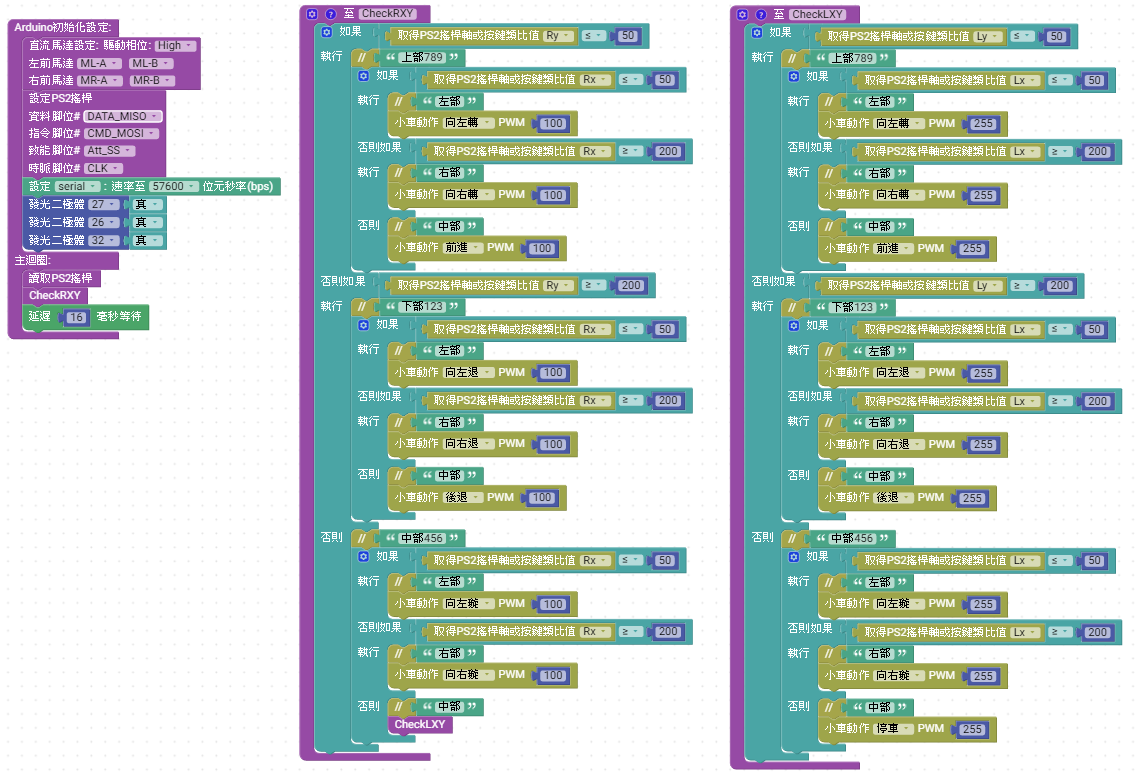 Arduino初始化設定:
直流馬達設定: 驅動相位: High
左前馬達 ML-A ML-B
右前馬達 MR-A MR-B
設定PS2搖桿
資料腳位# DATA_MISO
指令腳位# CMD_MOSI
致能腳位# Att_SS
時脈腳位# CLK
設定 serial : 速率至 57600 位元秒率(bps)
發光二極體 27 真
發光二極體 26 真
發光二極體 32 真
主迴圈:
讀取PS2搖桿
CheckRXY
延遲 16 毫秒等待
至 CheckRXY
如果 取得PS2搖桿軸或按鍵類比值 Ry ≤ 50
執行 // “ 上部789 ”
如果 取得PS2搖桿軸或按鍵類比值 Rx ≤ 50
執行 // “ 左部 ”
小車動作 向左轉 PWM 100
否則如果 取得PS2搖桿軸或按鍵類比值 Rx ≥ 200
執行 // “ 右部 ”
小車動作 向右轉 PWM 100
否則 // “ 中部 ”
小車動作 前進 PWM 100
否則如果 取得PS2搖桿軸或按鍵類比值 Ry ≥ 200
執行 // “ 下部123 ”
如果 取得PS2搖桿軸或按鍵類比值 Rx ≤ 50
執行 // “ 左部 ”
小車動作 向左退 PWM 100
否則如果 取得PS2搖桿軸或按鍵類比值 Rx ≥ 200
執行 // “ 右部 ”
小車動作 向右退 PWM 100
否則 // “ 中部 ”
小車動作 後退 PWM 100
否則 // “ 中部456 ”
如果 取得PS2搖桿軸或按鍵類比值 Rx ≤ 50
執行 // “ 左部 ”
小車動作 向左璇 PWM 100
否則如果 取得PS2搖桿軸或按鍵類比值 Rx ≥ 200
執行 // “ 右部 ”
小車動作 向右璇 PWM 100
否則 // “ 中部 ”
CheckLXY
至 CheckLXY
如果 取得PS2搖桿軸或按鍵類比值 Ly ≤ 50
執行 // “ 上部789 ”
如果 取得PS2搖桿軸或按鍵類比值 Lx ≤ 50
執行 // “ 左部 ”
小車動作 向左轉 PWM 255
否則如果 取得PS2搖桿軸或按鍵類比值 Lx ≥ 200
執行 // “ 右部 ”
小車動作 向右轉 PWM 255
否則 // “ 中部 ”
小車動作 前進 PWM 255
否則如果 取得PS2搖桿軸或按鍵類比值 Ly ≥ 200
執行 // “ 下部123 ”
如果 取得PS2搖桿軸或按鍵類比值 Lx ≤ 50
執行 // “ 左部 ”
小車動作 向左退 PWM 255
否則如果 取得PS2搖桿軸或按鍵類比值 Lx ≥ 200
執行 // “ 右部 ”
小車動作 向右退 PWM 255
否則 // “ 中部 ”
小車動作 後退 PWM 255
否則 // “ 中部456 ”
如果 取得PS2搖桿軸或按鍵類比值 Lx ≤ 50
執行 // “ 左部 ”
小車動作 向左璇 PWM 255
否則如果 取得PS2搖桿軸或按鍵類比值 Lx ≥ 200
執行 // “ 右部 ”
小車動作 向右璇 PWM 255
否則 // “ 中部 ”
小車動作 停車 PWM 255